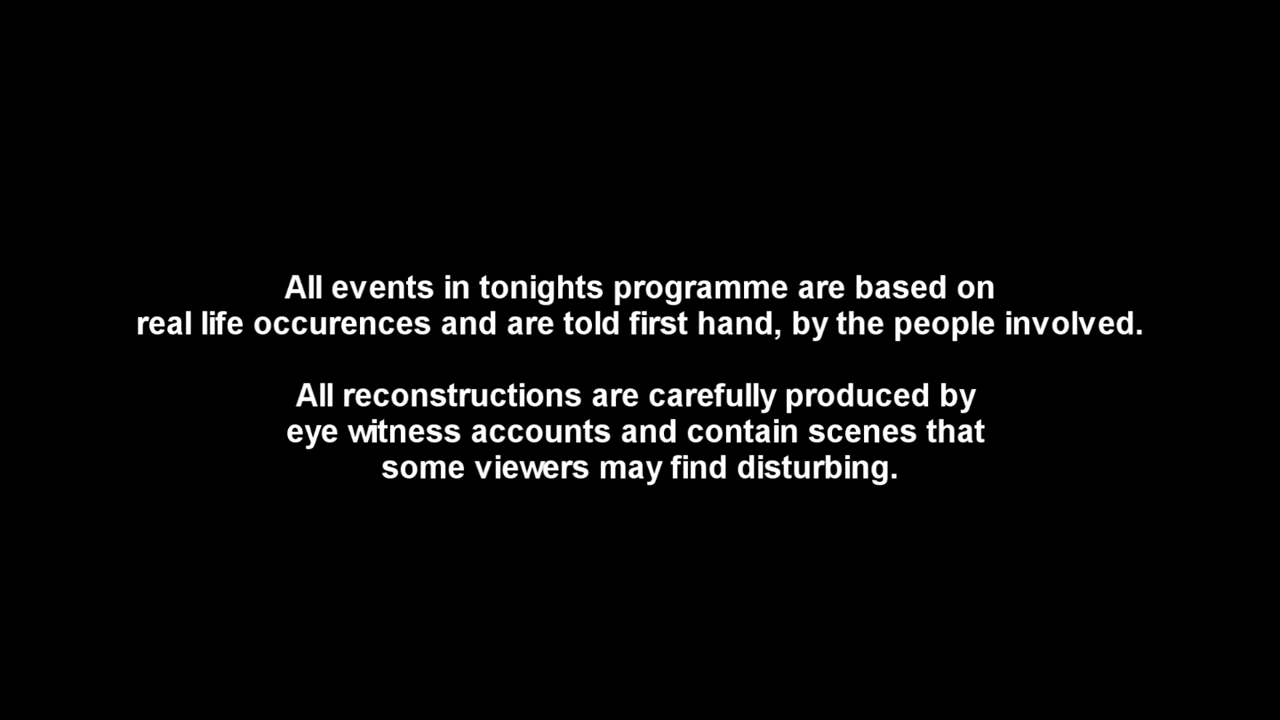 All events in tonights programme are based on
real life occurences and are told first hand, by the people involved.
All reconstructions are carefully produced by
eye witness accounts and contain scenes that
some viewers may find disturbing.